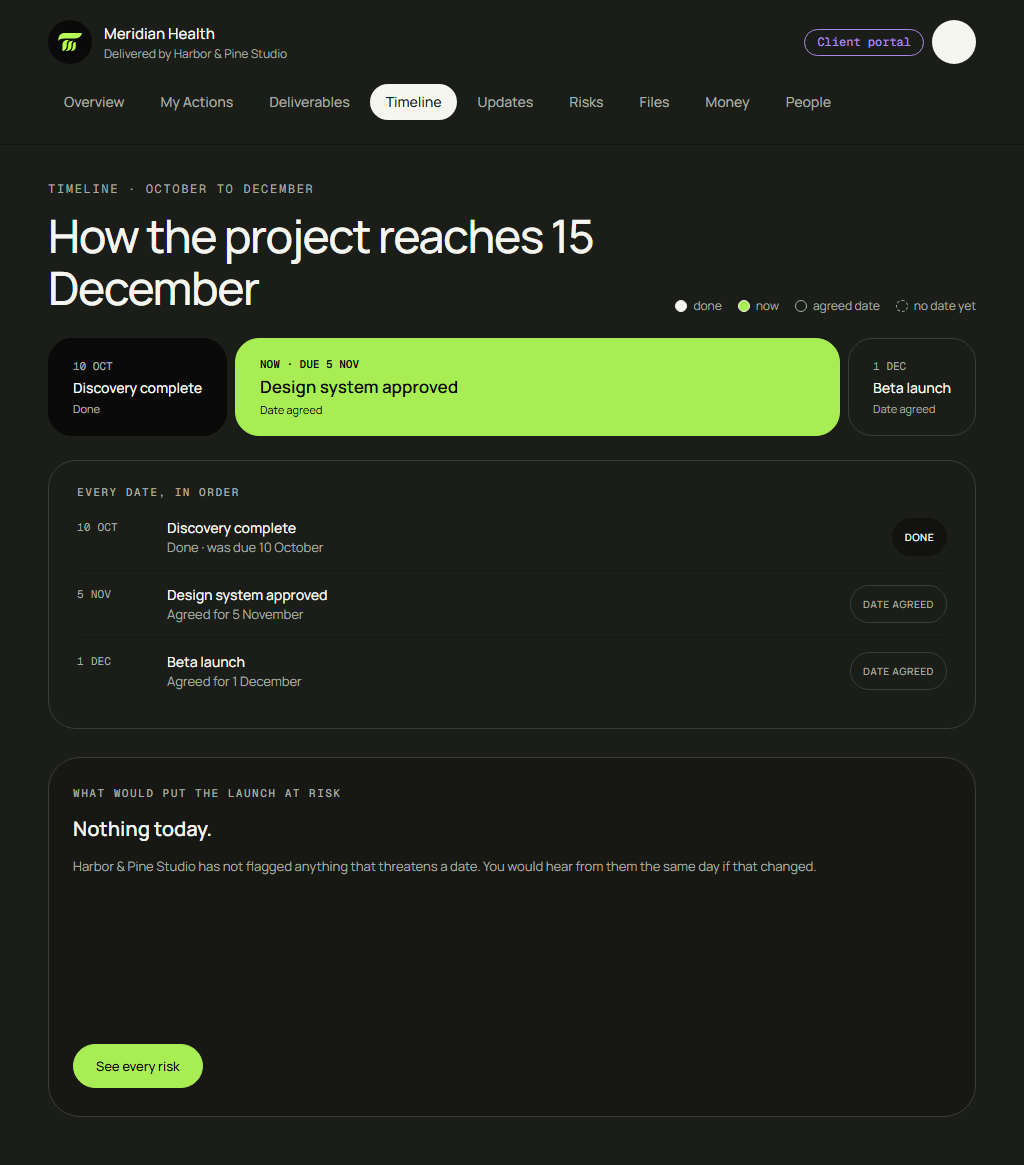 Meridian Health
Delivered by Harbor & Pine Studio
Client portal
Overview My Actions Deliverables Timeline Updates Risks Files Money People
TIMELINE · OCTOBER TO DECEMBER
How the project reaches 15
December
done now agreed date no date yet
10 OCT
Discovery complete
Done
NOW · DUE 5 NOV
Design system approved
Date agreed
1 DEC
Beta launch
Date agreed
EVERY DATE, IN ORDER
10 OCT
Discovery complete
Done · was due 10 October
DONE
5 NOV
Design system approved
Agreed for 5 November
DATE AGREED
1 DEC
Beta launch
Agreed for 1 December
DATE AGREED
WHAT WOULD PUT THE LAUNCH AT RISK
Nothing today.
Harbor & Pine Studio has not flagged anything that threatens a date. You would hear from them the same day if that changed.
See every risk